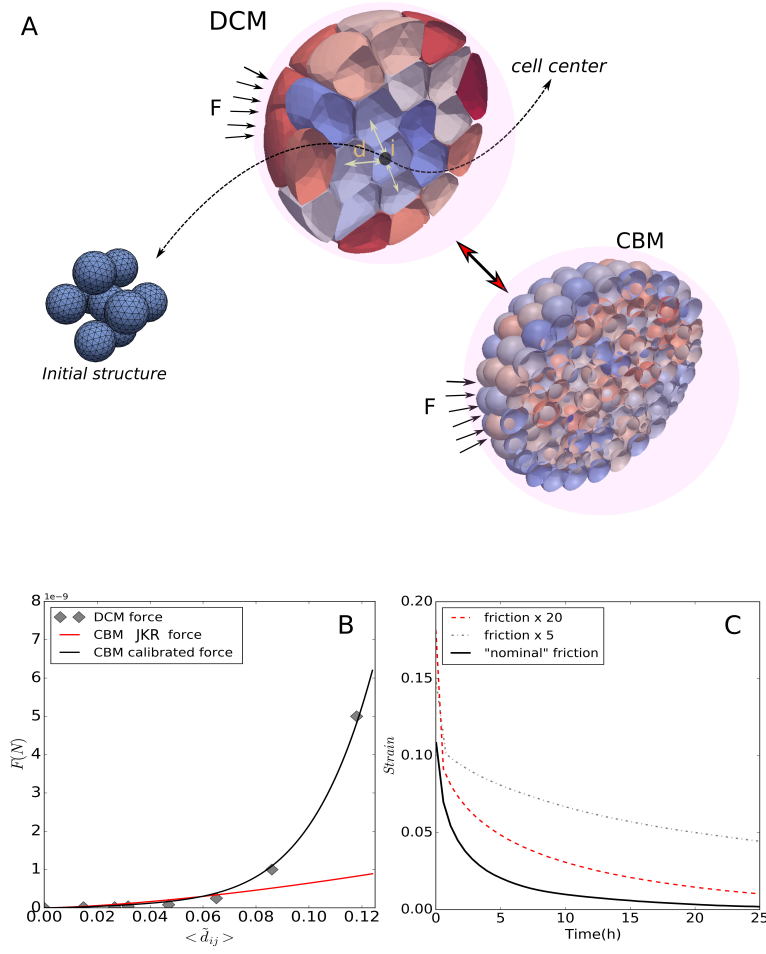 A
DCM
cell center
F
d
i
CBM
Initial structure
F
1e−9
8
7
6
5
4
3
2
1
0
F(N)
DCM force
CBM JKR force
CBM calibrated force
B
0.00 0.02 0.04 0.06 0.08 0.10 0.12
< d̃ij >
0.20
0.15
0.10
0.05
0.00
Strain
friction x 20
friction x 5
"nominal" friction
C
0 5 10 15 20 25
Time(h)